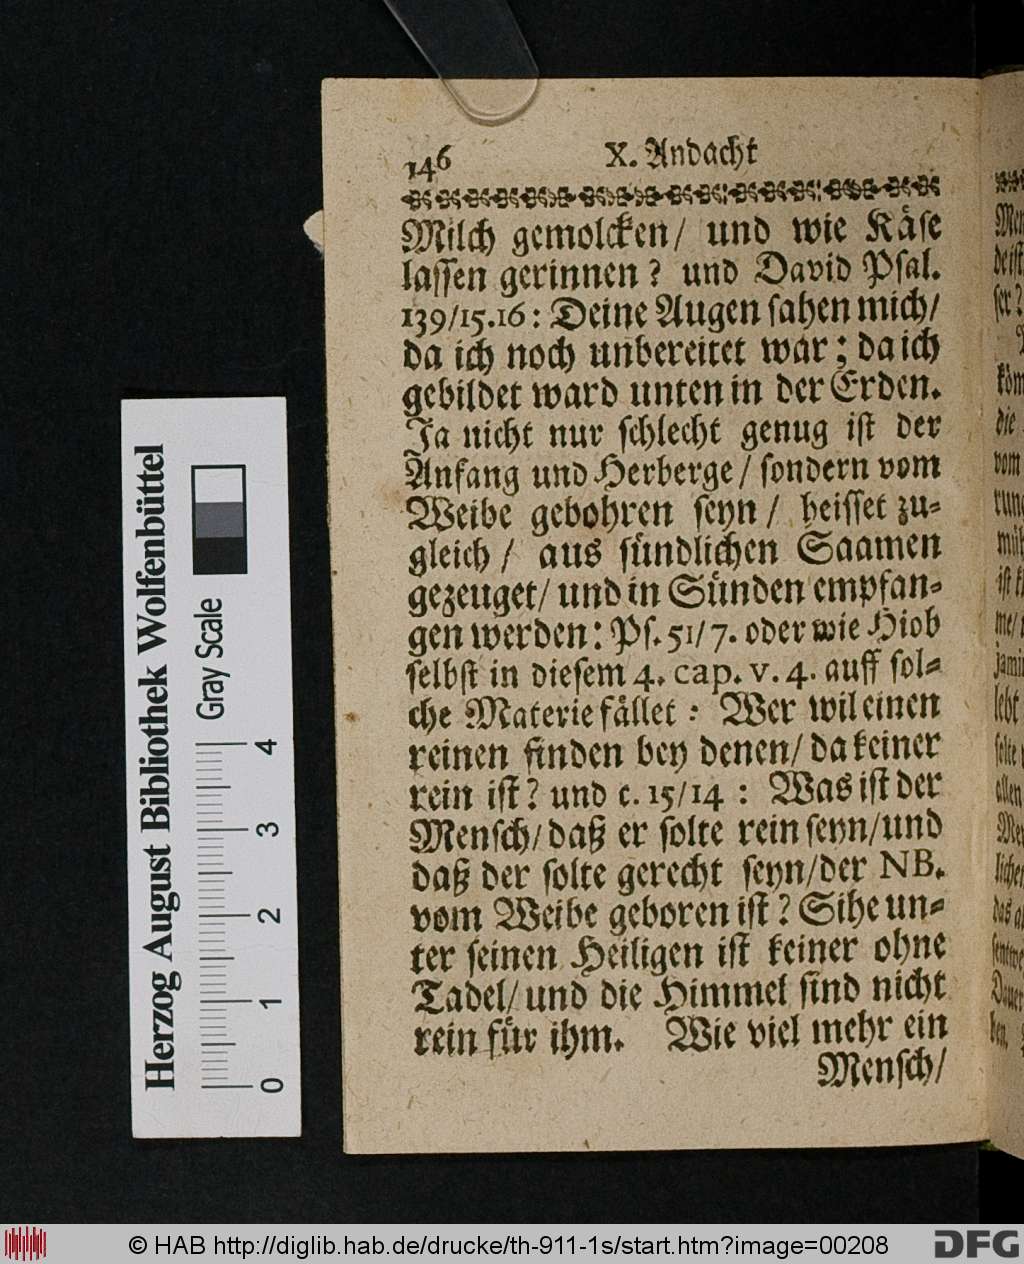 146 X. Andacht
Milch gemolcken/ und wie Käse
lassen gerinnen? und David Psal.
139/15.16: Deine Augen sahen mich/
da ich noch unbereitet war; da ich
gebildet ward unten in der Erden.
Ja nicht nur schlecht genug ist der
Anfang und Herberge/ sondern vom
Weibe gebohren seyn/ heisset zu-
gleich/ aus sündlichen Saamen
gezeuget/ und in Sünden empfan-
gen werden: Ps. 51/7. oder wie Hiob
selbst in diesem 4. cap. v. 4. auff sol-
che Materie fället: Wer wil einen
reinen finden bey denen/ da keiner
rein ist? und c. 15/14: Was ist der
Mensch/ daß er solte rein seyn/ und
daß der solte gerecht seyn/ der NB.
vom Weibe geboren ist? Sihe un-
ter seinen Heiligen ist keiner ohne
Tadel/ und die Himmel sind nicht
rein für ihm. Wie viel mehr ein
Mensch/
Herzog August Bibliothek Wolfenbüttel
Gray Scale
0 1 2 3 4
© HAB http://diglib.hab.de/drucke/th-911-1s/start.htm?image=00208
DFG